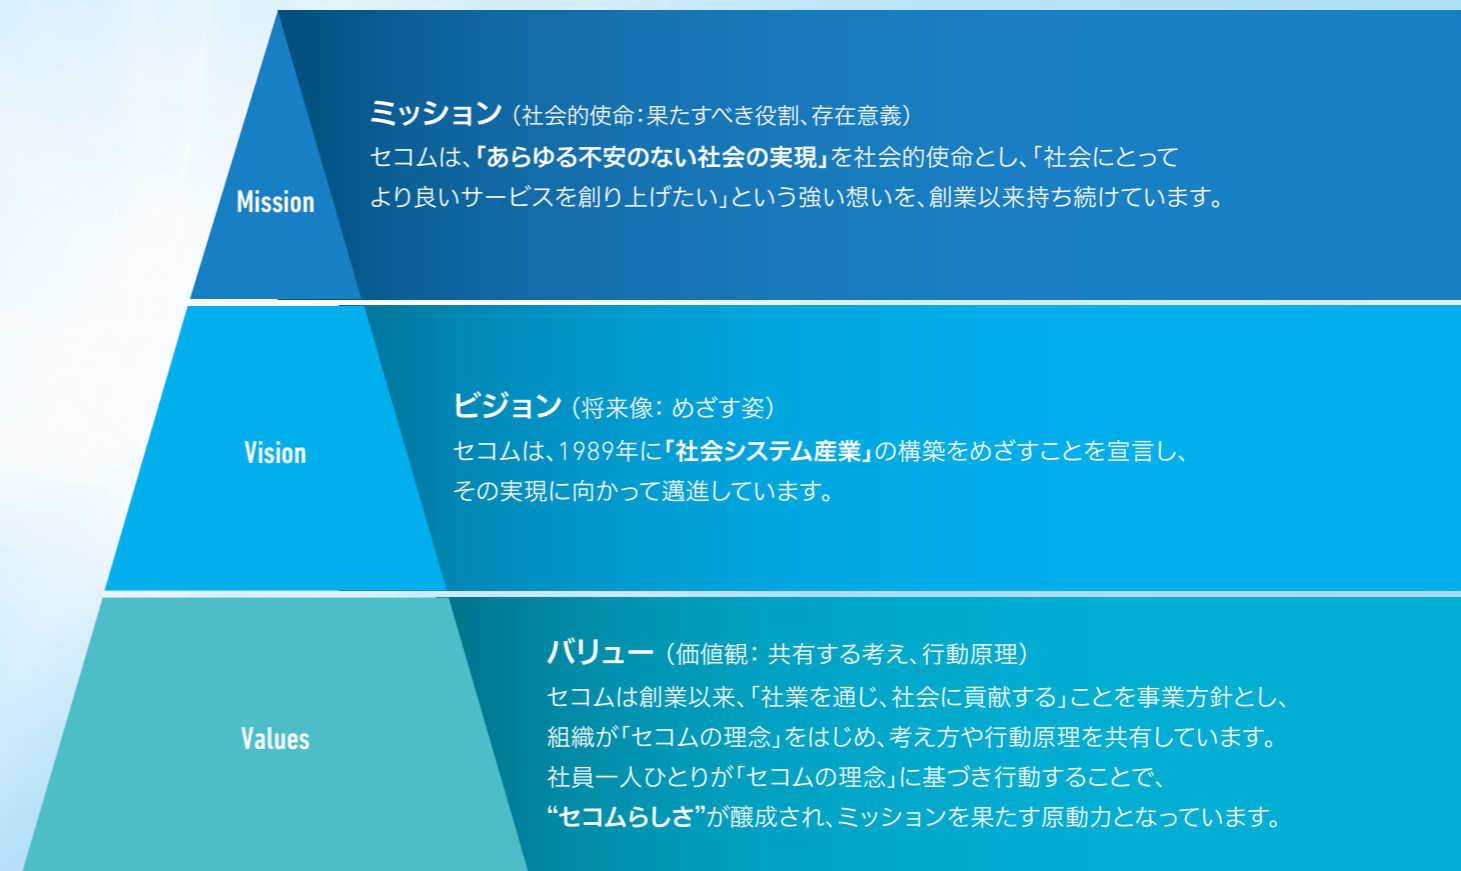 Mission
ミッション（社会的使命：果たすべき役割、存在意義）
セコムは、「あらゆる不安のない社会の実現」を社会的使命とし、「社会にとって
より良いサービスを創り上げたい」という強い想いを、創業以来持ち続けています。
Vision
ビジョン（将来像： めざす姿）
セコムは、1989年に「社会システム産業」の構築をめざすことを宣言し、
その実現に向かって邁進しています。
Values
バリュー（価値観： 共有する考え、行動原理）
セコムは創業以来、「社業を通じ、社会に貢献する」ことを事業方針とし、
組織が「セコムの理念」をはじめ、考え方や行動原理を共有しています。
社員一人ひとりが「セコムの理念」に基づき行動することで、
“セコムらしさ”が醸成され、ミッションを果たす原動力となっています。